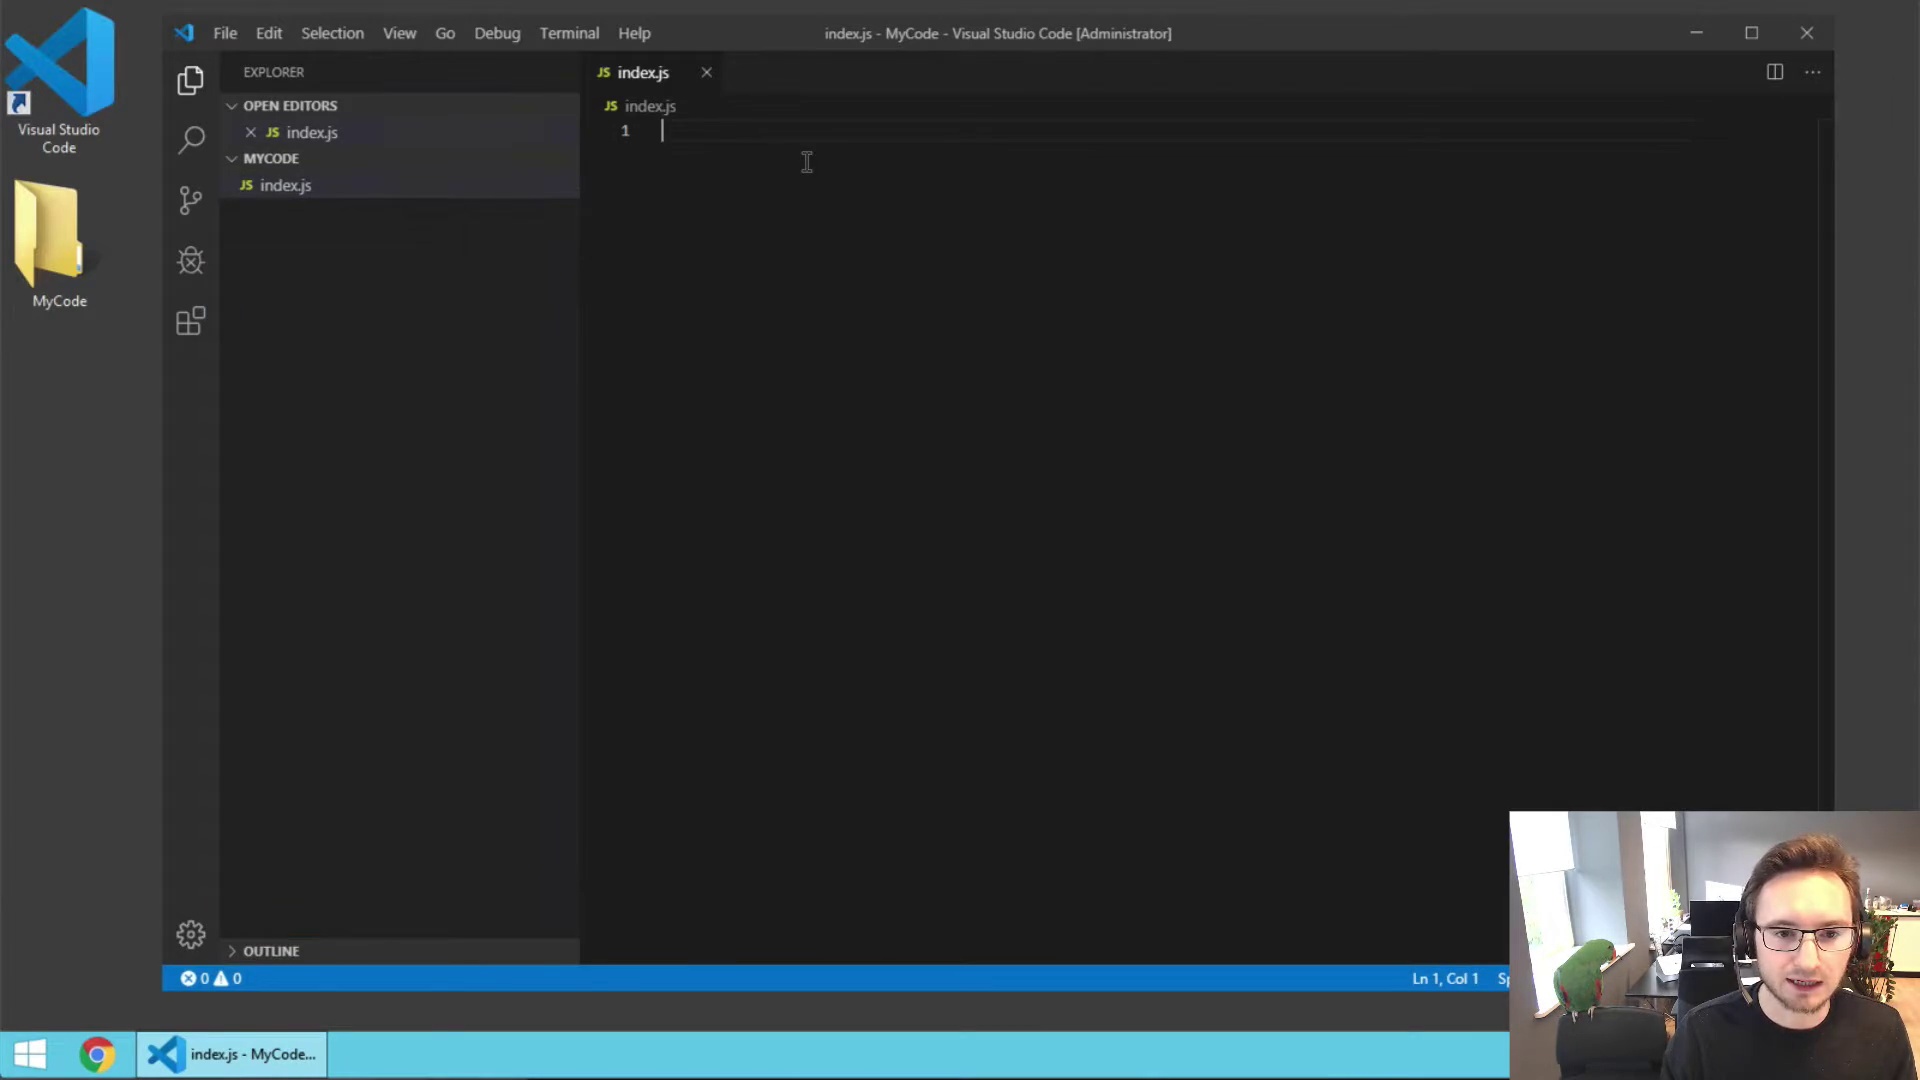 Visual Studio
Code
MyCode
File Edit Selection View Go Debug Terminal Help
index.js - MyCode - Visual Studio Code [Administrator]
EXPLORER
OPEN EDITORS
JS index.js
MYCODE
JS index.js
OUTLINE
JS index.js
JS index.js
1
0 0
Ln 1, Col 1
index.js - MyCode...